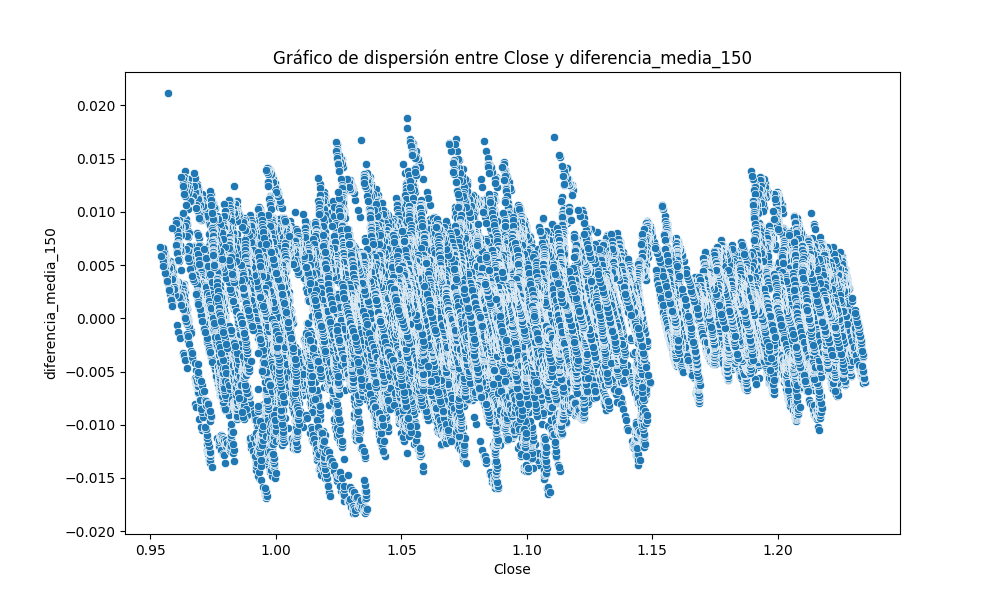 Gráfico de dispersión entre Close y diferencia_media_150
0.020
0.015
0.010
0.005
0.000
−0.005
−0.010
−0.015
−0.020
diferencia_media_150
0.95 1.00 1.05 1.10 1.15 1.20
Close